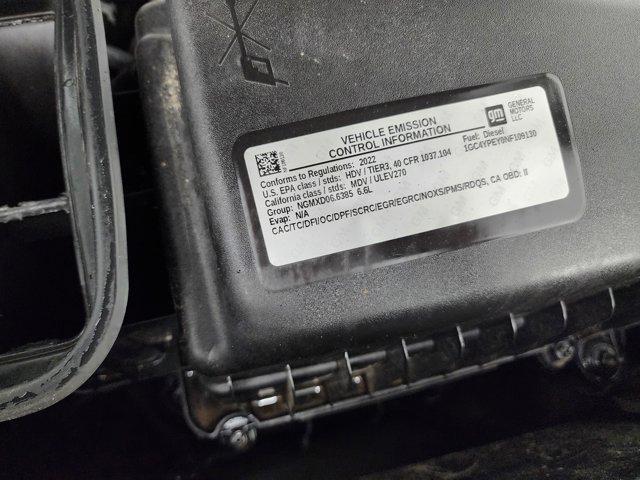 VEHICLE EMISSION
CONTROL INFORMATION
gm
GENERAL
MOTORS
LLC
Conforms to Regulations: 2022
Fuel: Diesel
U.S. EPA class / stds: HDV / TIER3, 40 CFR 1037.104
1GC4YPEY8NF109130
California class / stds: MDV / ULEV270
Group: NGMXD06.6385 6.6L
Evap: N/A
CAC/TC/DFI/OC/DPF/SCRC/EGR/EGRC/NOXS/PMS/RDQS, CA OBD: II